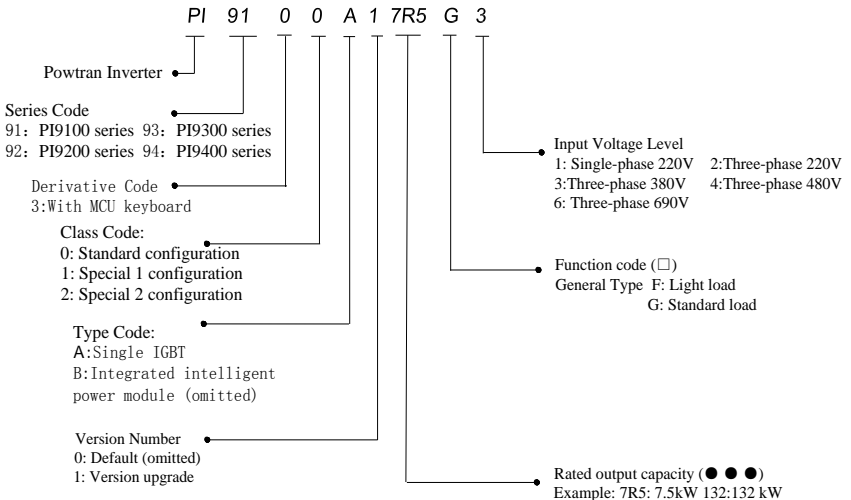 PI 91 0 0 A 1 7R5 G 3
Powtran Inverter
Series Code
91: PI9100 series 93: PI9300 series
92: PI9200 series 94: PI9400 series
Derivative Code
3:With MCU keyboard
Class Code:
0: Standard configuration
1: Special 1 configuration
2: Special 2 configuration
Type Code:
A:Single IGBT
B:Integrated intelligent
power module (omitted)
Version Number
0: Default (omitted)
1: Version upgrade
Input Voltage Level
1: Single-phase 220V 2:Three-phase 220V
3:Three-phase 380V 4:Three-phase 480V
6: Three-phase 690V
Function code (□)
General Type F: Light load
G: Standard load
Rated output capacity (● ● ●)
Example: 7R5: 7.5kW 132:132 kW